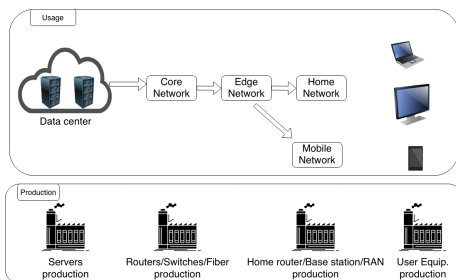 Usage
Data center
Core
Network
Edge
Network
Home
Network
Mobile
Network
Production
Servers
production
Routers/Switches/Fiber
production
Home router/Base station/RAN
production
User Equip.
production